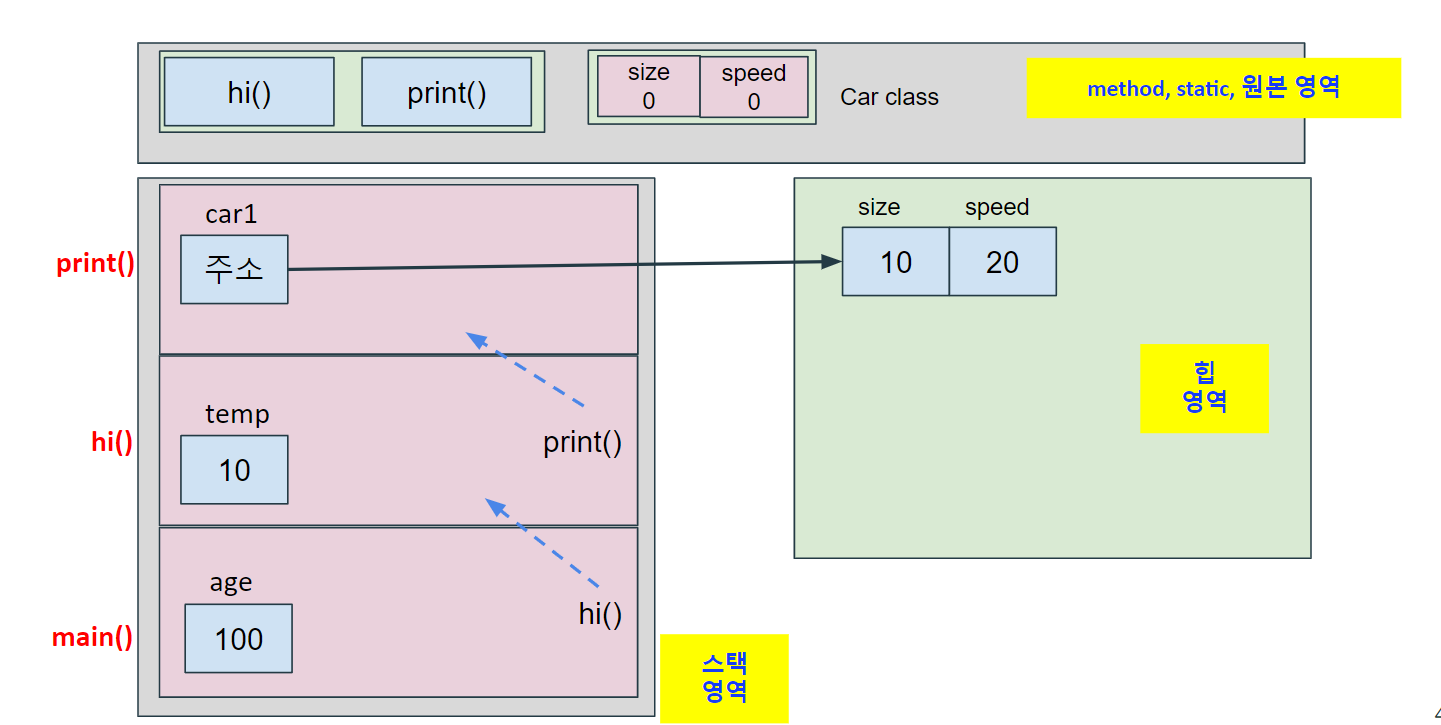 hi()
print()
size
0
speed
0
Car class
method, static, 원본 영역
print()
car1
주소
size
speed
10
20
힙
영역
hi()
temp
10
print()
main()
age
100
hi()
스택
영역